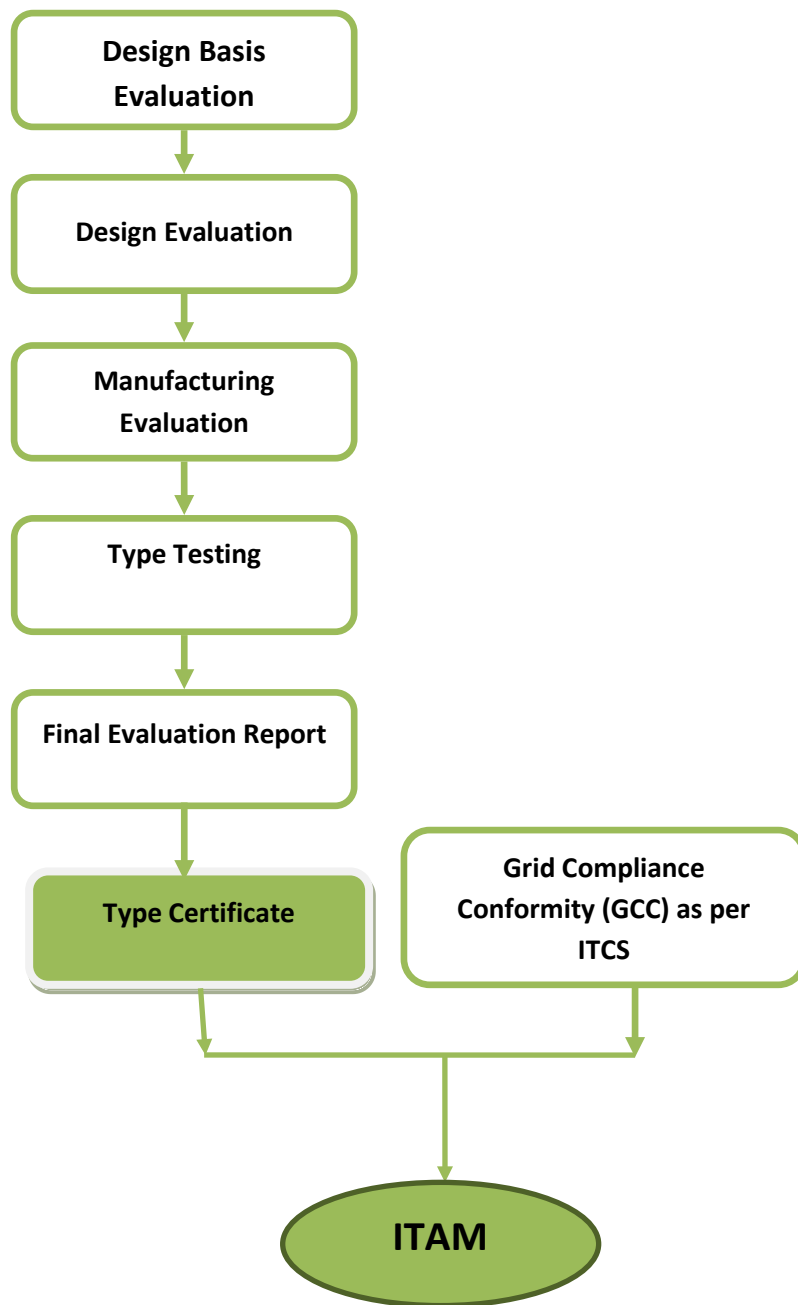 Design Basis
Evaluation
Design Evaluation
Manufacturing
Evaluation
Type Testing
Final Evaluation Report
Type Certificate
Grid Compliance
Conformity (GCC) as per
ITCS
ITAM